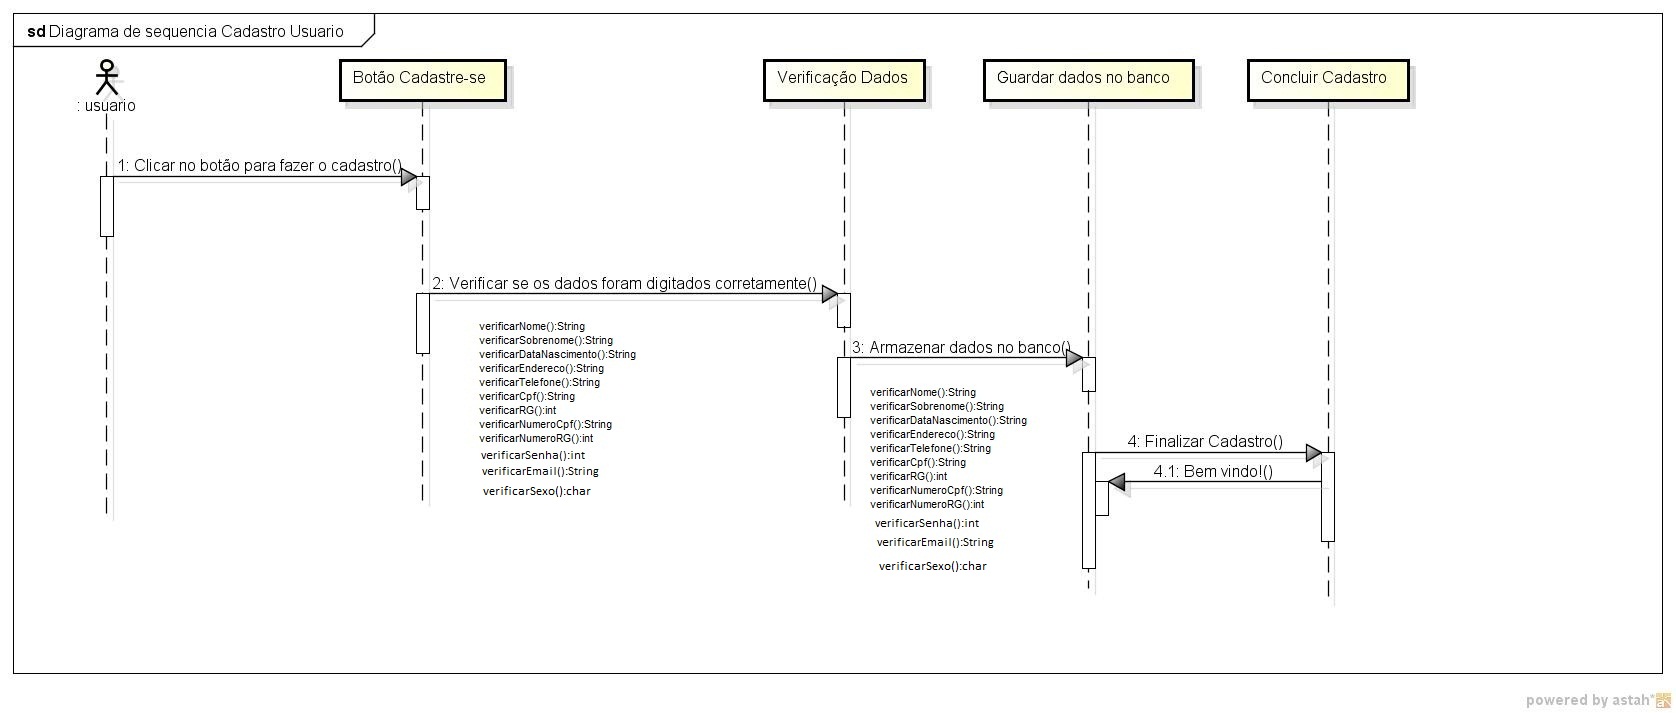 sd Diagrama de sequencia Cadastro Usuario
: usuario
Botão Cadastre-se
Verificação Dados
Guardar dados no banco
Concluir Cadastro
1: Clicar no botão para fazer o cadastro()
2: Verificar se os dados foram digitados corretamente()
verificarNome():String
verificarSobrenome():String
verificarDataNascimento():String
verificarEndereco():String
verificarTelefone():String
verificarCpf():String
verificarRG():int
verificarNumeroCpf():String
verificarNumeroRG():int
verificarSenha():int
verificarEmail():String
verificarSexo():char
3: Armazenar dados no banco()
verificarNome():String
verificarSobrenome():String
verificarDataNascimento():String
verificarEndereco():String
verificarTelefone():String
verificarCpf():String
verificarRG():int
verificarNumeroCpf():String
verificarNumeroRG():int
verificarSenha():int
verificarEmail():String
verificarSexo():char
4: Finalizar Cadastro()
4.1: Bem vindo!()
powered by astah*